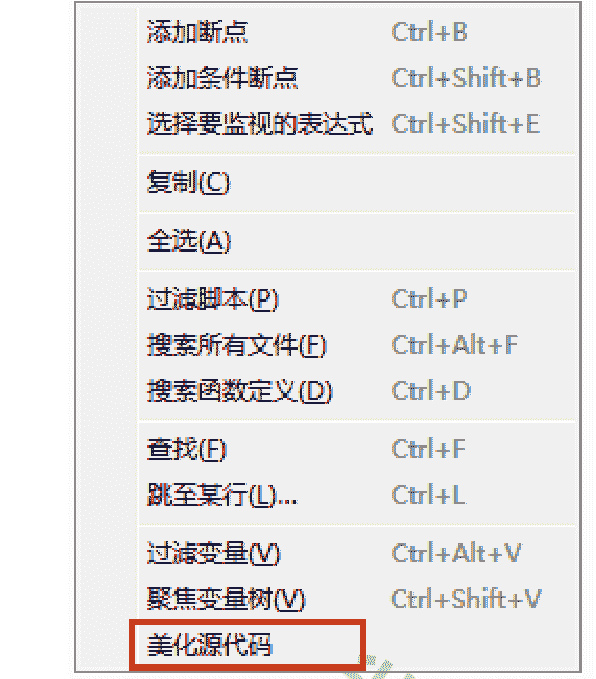 添加断点 Ctrl+B
添加条件断点 Ctrl+Shift+B
选择要监视的表达式 Ctrl+Shift+E
复制(C)
全选(A)
过滤脚本(P) Ctrl+P
搜索所有文件(F) Ctrl+Alt+F
搜索函数定义(D) Ctrl+D
查找(F) Ctrl+F
跳至某行(L)... Ctrl+L
过滤变量(V) Ctrl+Alt+V
聚焦变量树(V) Ctrl+Shift+V
美化源代码